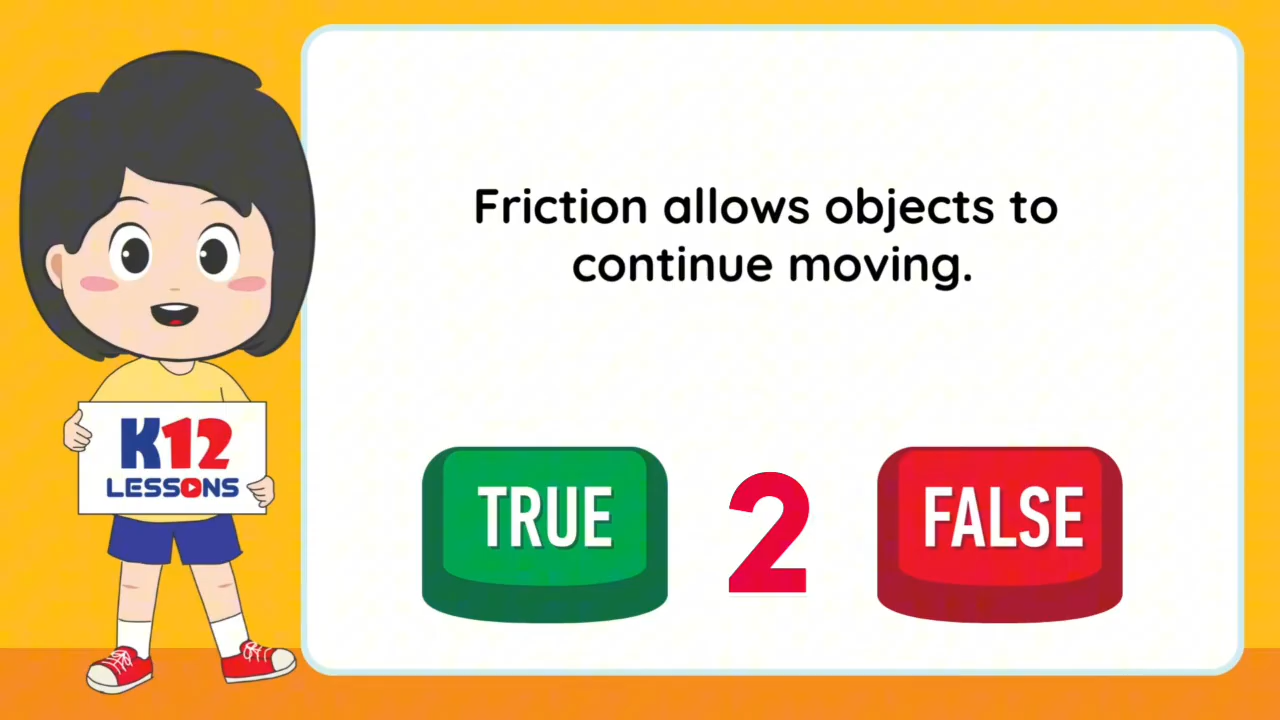 Friction allows objects to
continue moving.
K12
LESSONS
TRUE
2
FALSE